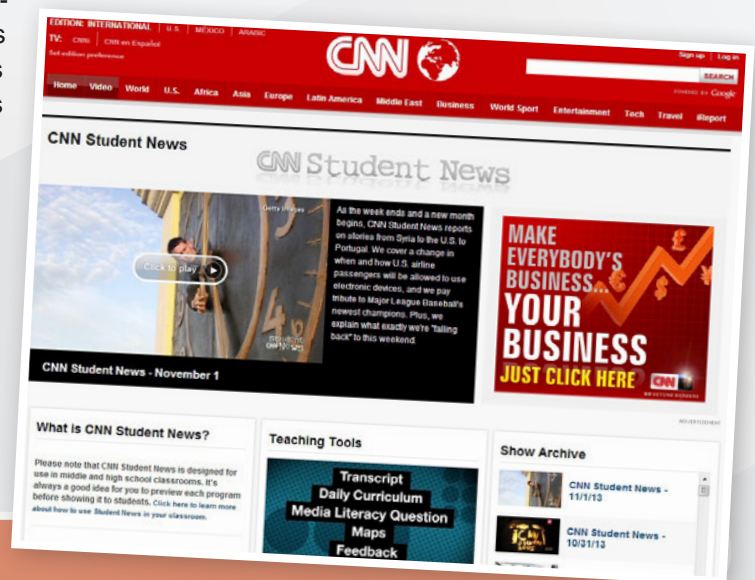 s
s
s
EDITION: INTERNATIONAL U.S. MÉXICO ARABIC
TV: CNNi CNN en Español
Set edition preference
CNN
Sign up Log in
SEARCH
POWERED BY Google
Home Video World U.S. Africa Asia Europe Latin America Middle East Business World Sport Entertainment Tech Travel iReport
CNN Student News
CNN Student News
Getty Images
Click to play
As the week ends and a new month
begins, CNN Student News reports
on stories from Syria to the U.S. to
Portugal. We cover a change in
when and how U.S. airline
passengers will be allowed to use
electronic devices, and we pay
tribute to Major League Baseball's
newest champions. Plus, we
explain what exactly we're "falling
back" to this weekend.
CNN Student News - November 1
MAKE
EVERYBODY'S
BUSINESS...
YOUR
BUSINESS
JUST CLICK HERE CNN
ADVERTISEMENT
What is CNN Student News?
Please note that CNN Student News is designed for
use in middle and high school classrooms. It's
always a good idea for you to preview each program
before showing it to students. Click here to learn more
about how to use Student News in your classroom.
Teaching Tools
Transcript
Daily Curriculum
Media Literacy Question
Maps
Feedback
Show Archive
CNN Student News -
11/1/13
CNN Student News -
10/31/13